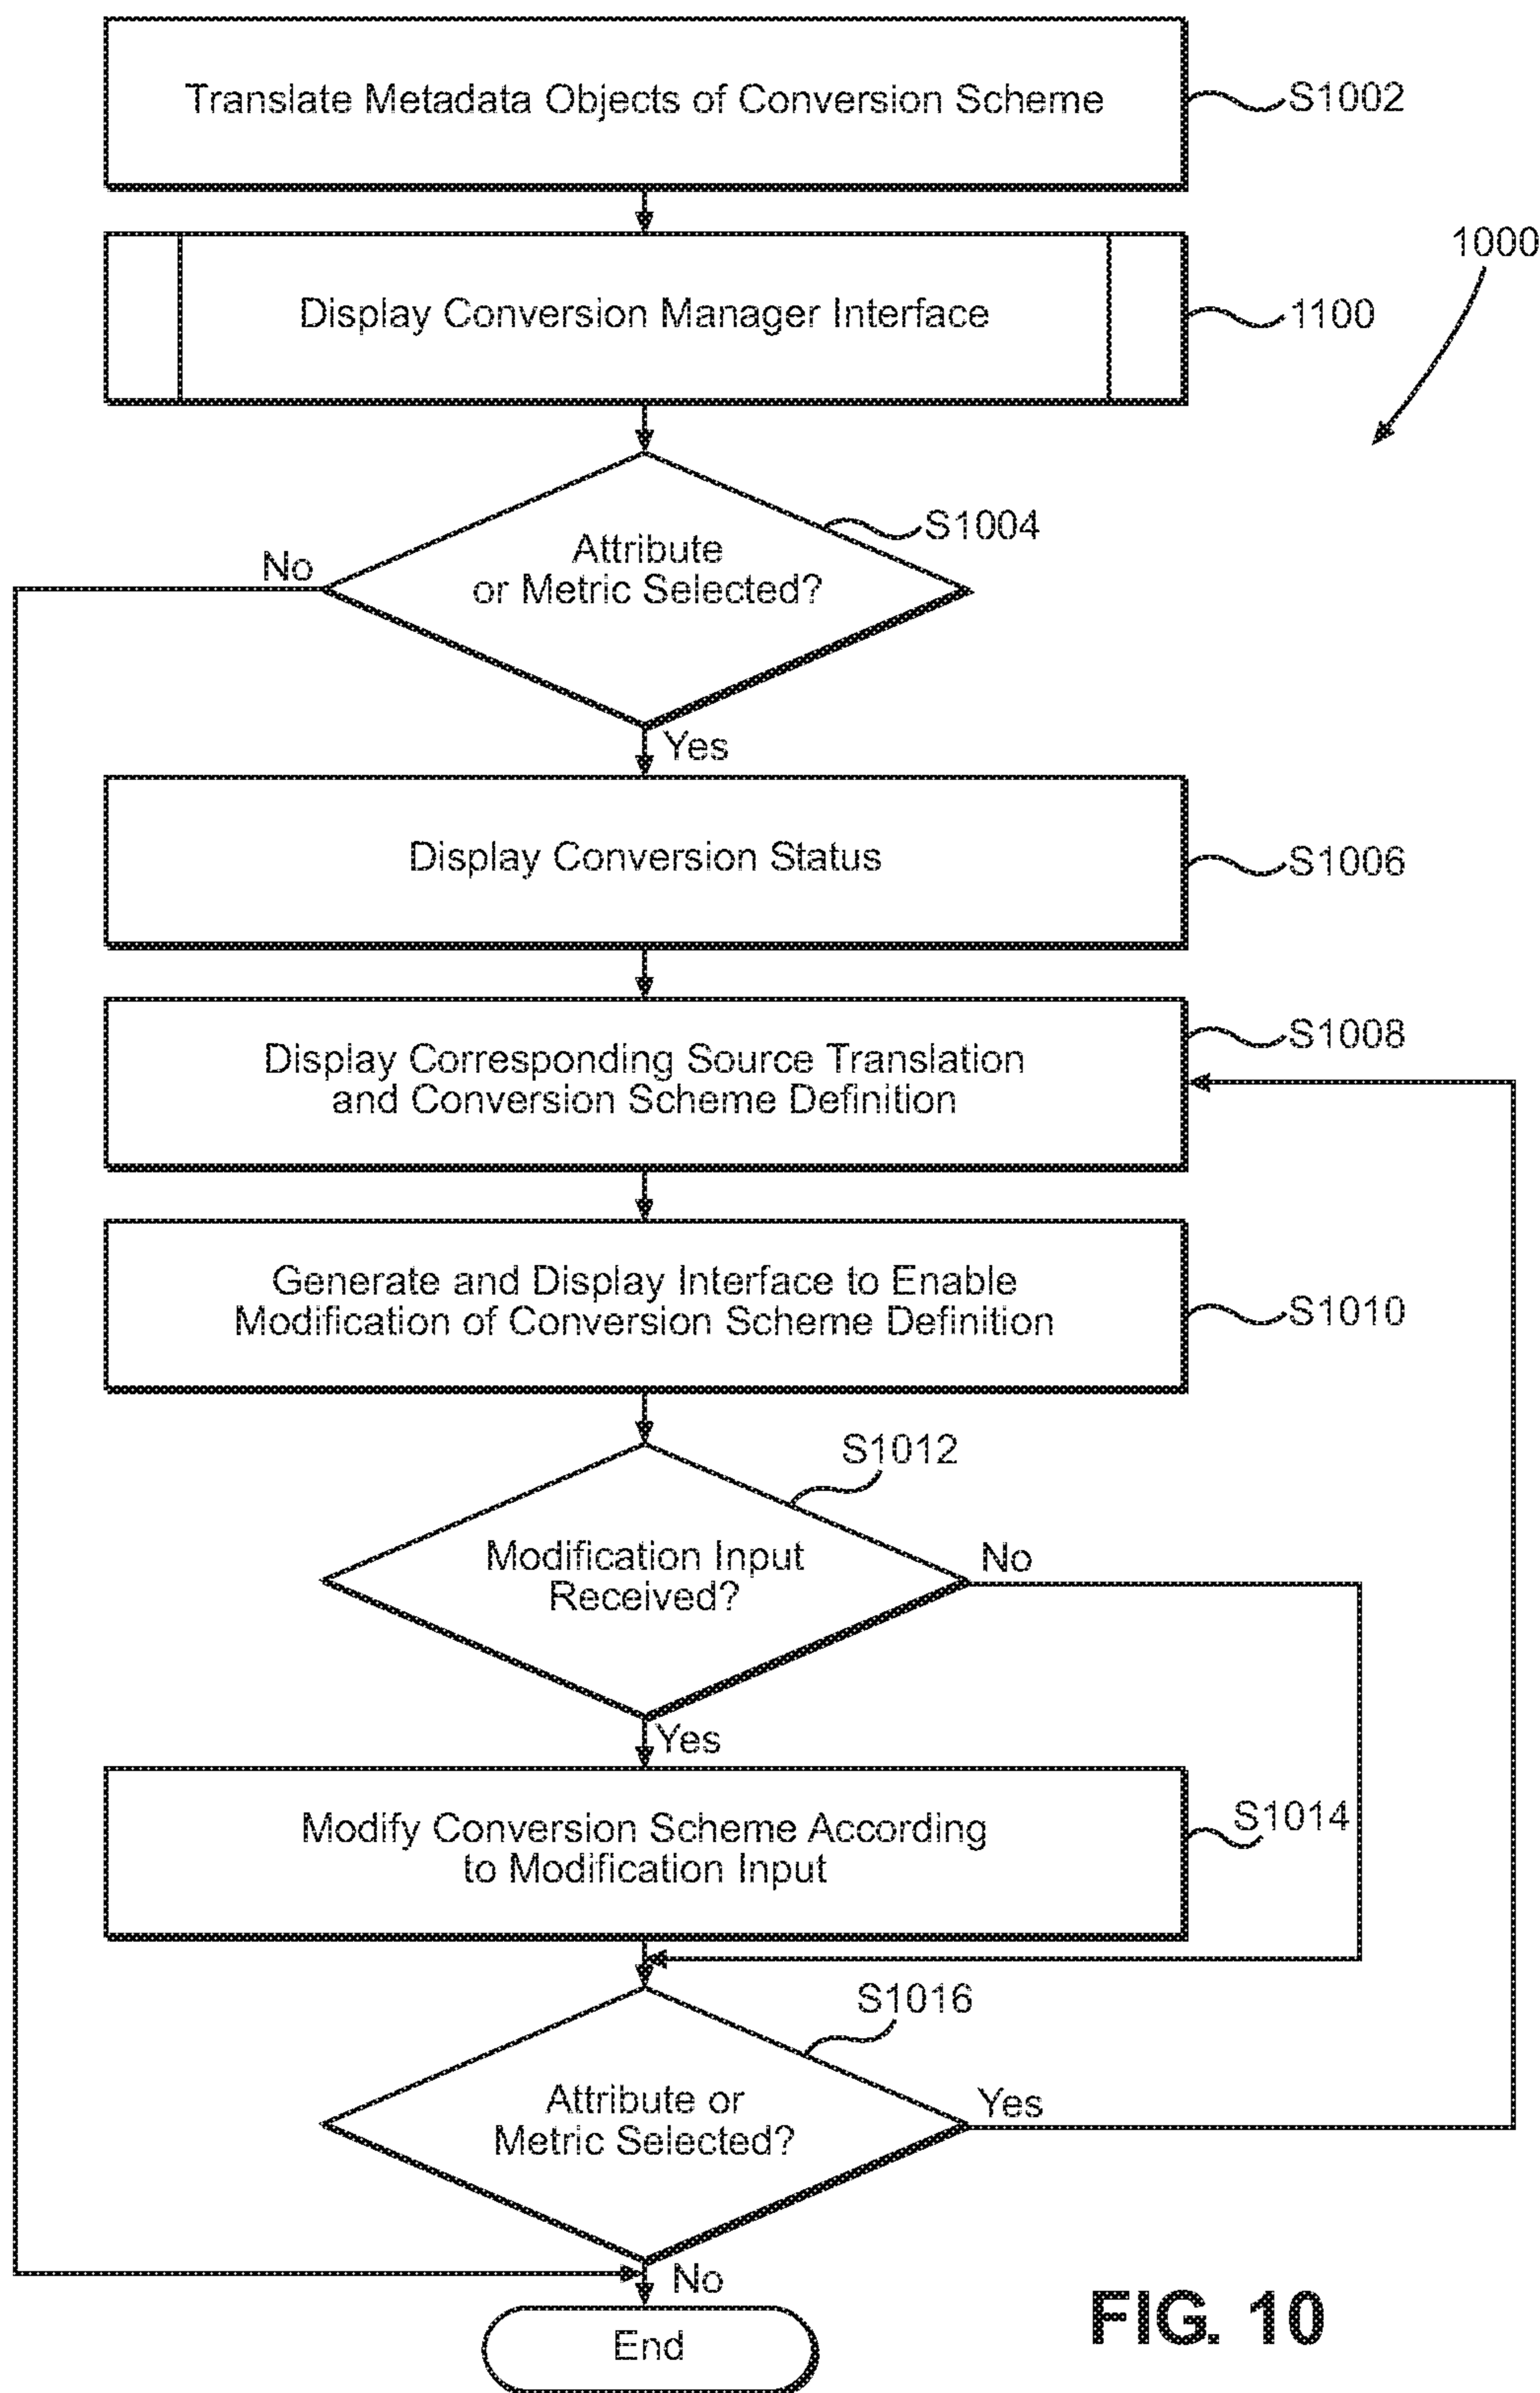 Translate Metadata Objects of Conversion Scheme
S1002
1000
Display Conversion Manager Interface
1100
S1004
Attribute
or Metric Selected?
No
Yes
Display Conversion Status
S1006
Display Corresponding Source Translation
and Conversion Scheme Definition
S1008
Generate and Display Interface to Enable
Modification of Conversion Scheme Definition
S1010
S1012
Modification Input
Received?
No
Yes
Modify Conversion Scheme According
to Modification Input
S1014
S1016
Attribute or
Metric Selected?
Yes
No
End
FIG. 10